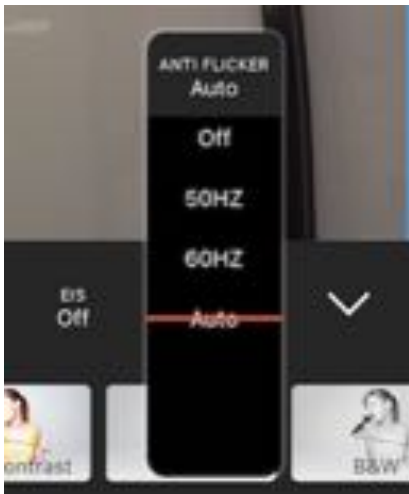 ANTI FLICKER
Auto
Off
50HZ
60HZ
Auto
EIS
Off
ontrast
B&W